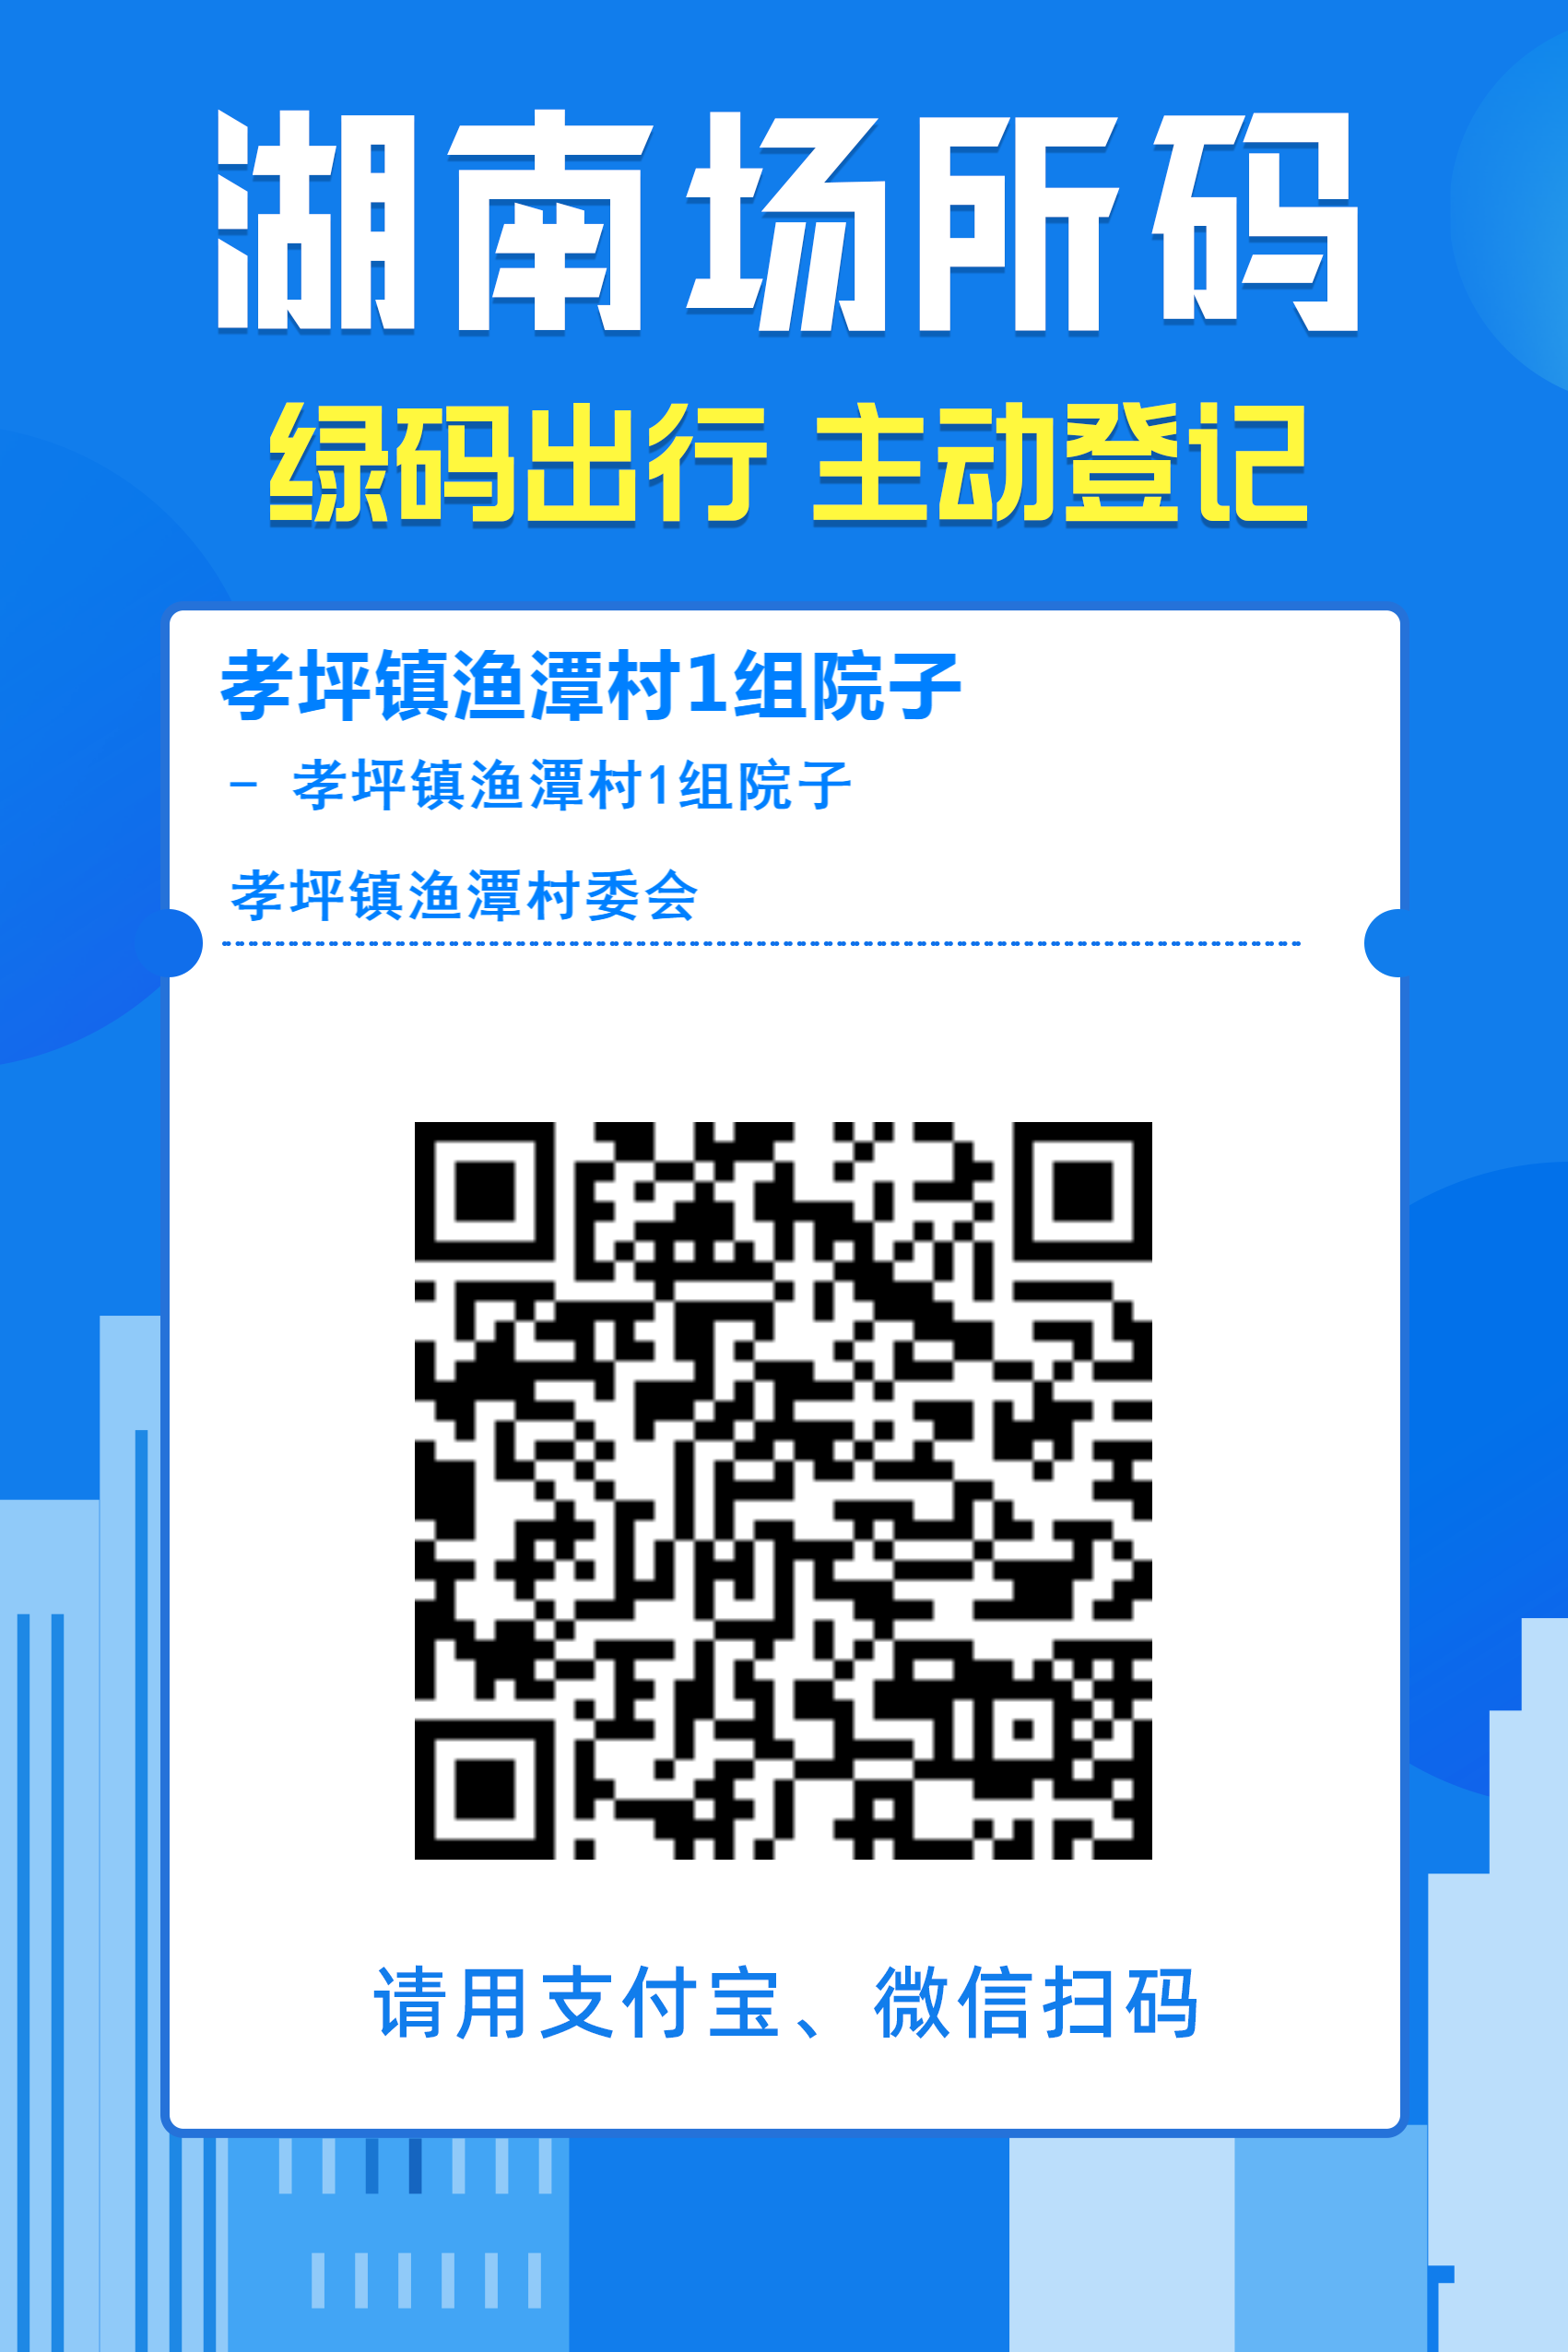 湖南场所码
绿码出行 主动登记
孝坪镇渔潭村1组院子
- 孝坪镇渔潭村1组院子
孝坪镇渔潭村委会
请用支付宝、微信扫码